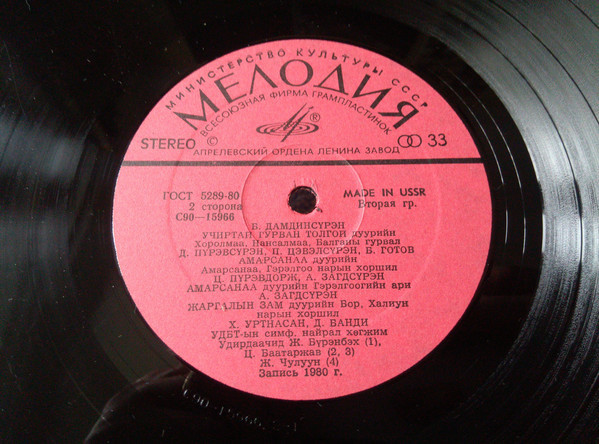 МИНИСТЕРСТВО КУЛЬТУРЫ СССР
МЕЛОДИЯ
ВСЕСОЮЗНАЯ ФИРМА ГРАМПЛАСТИНОК
®
STEREO © 33
АПРЕЛЕВСКИЙ ОРДЕНА ЛЕНИНА ЗАВОД
ГОСТ 5289-80 MADE IN USSR
2 сторона Вторая гр.
С90—15966
Б. ДАМДИНСҮРЭН
УЧИРТАЙ ГУРВАН ТОЛГОЙ дуурийн
Хоролмаа, Нансалмаа, Балганы гурвал
Д. ПҮРЭВСҮРЭН, П. ЦЭВЭЛСҮРЭН, Б. ГОТОВ
АМАРСАНАА дуурийн
Амарсанаа, Гэрэлгоо нарын хоршил
Ц. ПҮРЭВДОРЖ, А. ЗАГДСҮРЭН
АМАРСАНАА дуурийн Гэрэлгоогийн ари
А. ЗАГДСҮРЭН
ЖАРГАЛЫН ЗАМ дуурийн Бор, Халиун
нарын хоршил
Х. УРТНАСАН, Д. БАНДИ
УДБТ-ын симф. найрал хөгжим
Удирдаачид Ж. Бүрэнбэх (1),
Ц. Баатаржав (2, 3)
Ж. Чулуун (4)
Запись 1980 г.